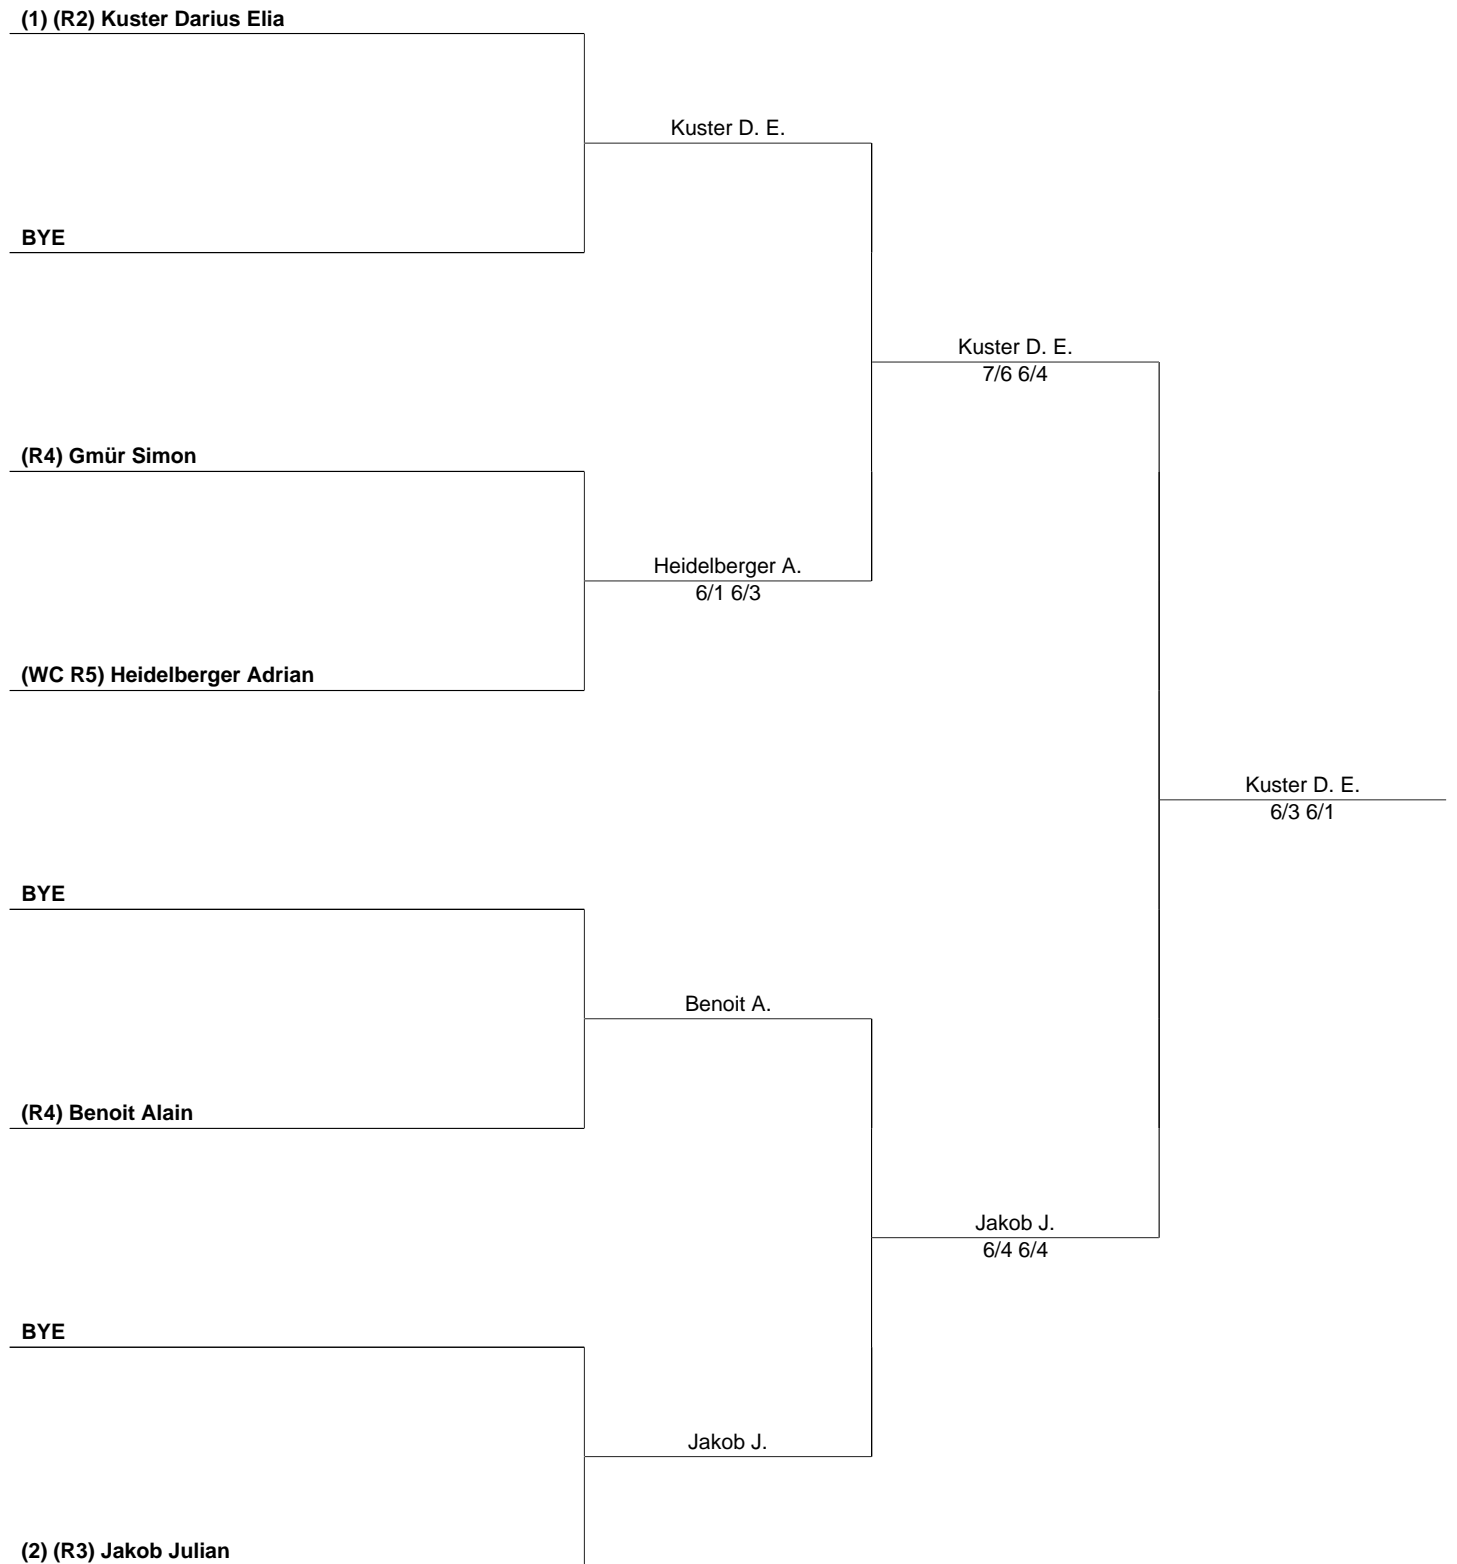 (1) (R2) Kuster Darius Elia
Kuster D. E.
BYE
Kuster D. E.
7/6 6/4
(R4) Gmür Simon
Heidelberger A.
6/1 6/3
(WC R5) Heidelberger Adrian
Kuster D. E.
6/3 6/1
BYE
Benoit A.
(R4) Benoit Alain
Jakob J.
6/4 6/4
BYE
Jakob J.
(2) (R3) Jakob Julian